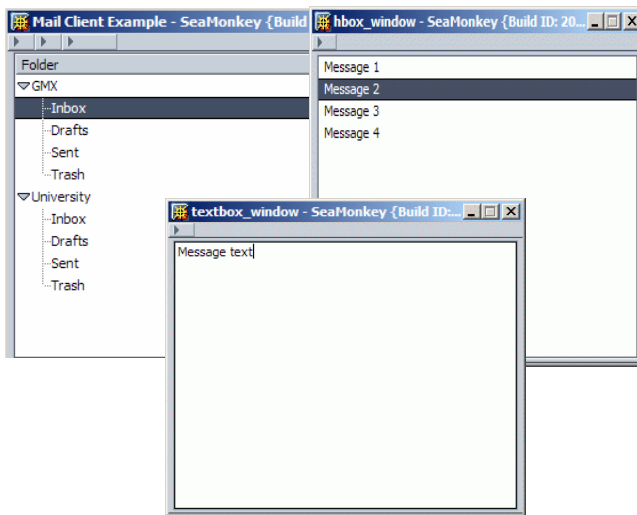 Mail Client Example - SeaMonkey {Build
Folder
GMX
Inbox
Drafts
Sent
Trash
University
Inbox
Drafts
Sent
Trash
hbox_window - SeaMonkey {Build ID: 20...
Message 1
Message 2
Message 3
Message 4
textbox_window - SeaMonkey {Build ID:...
Message text